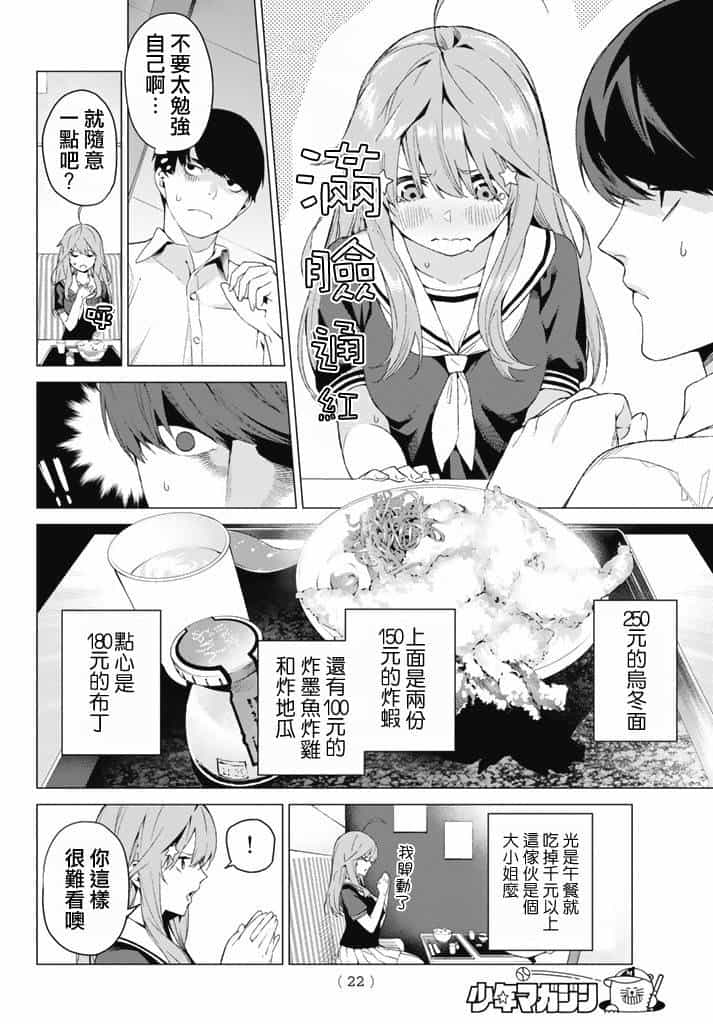 滿臉通紅
不要太勉強
自己啊…
就隨意
一點吧？
呼
!!
250
元的烏冬面
上面是兩份
150元的炸蝦
還有100元的
炸墨魚炸雞
和炸地瓜
點心是
180元的布丁
光是午餐就
吃掉千元以上
這傢伙是個
大小姐麼
我開動了
！
你這樣
很難看噢
(22)
少年マガジン